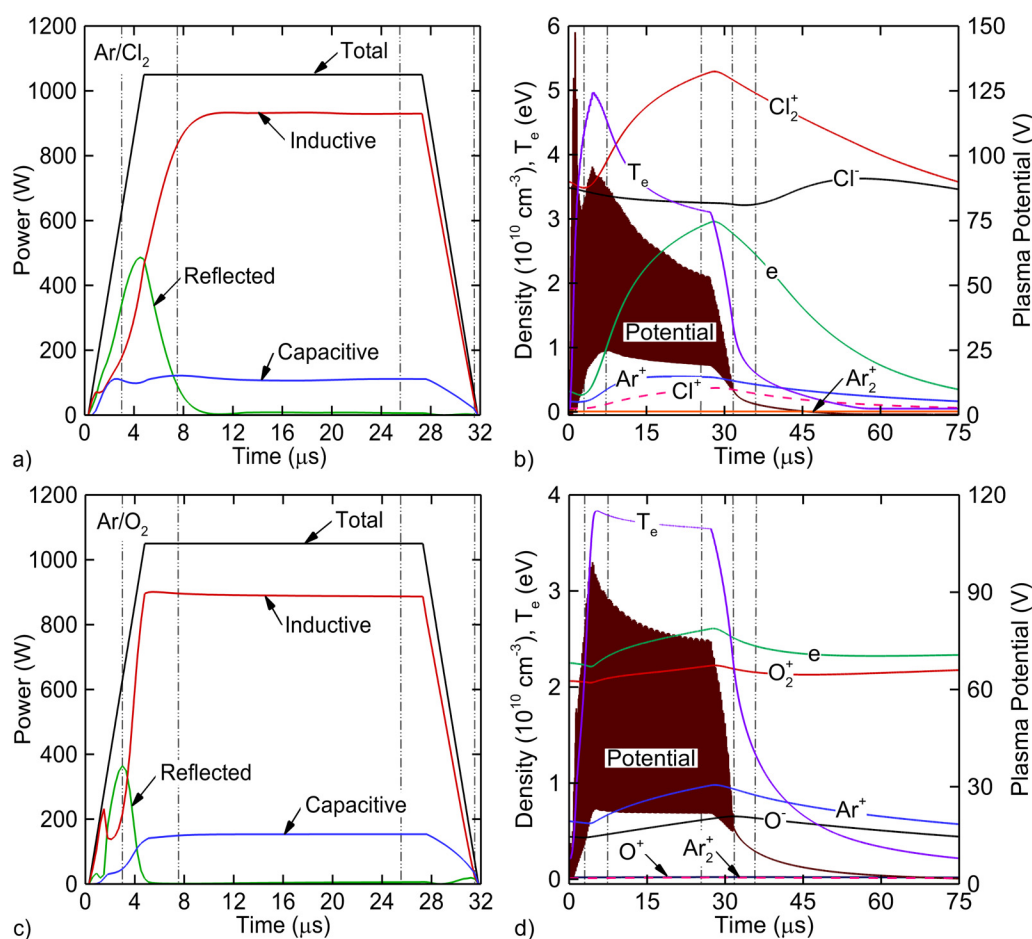 Ar/Cl₂
Total
Inductive
Reflected
Capacitive
Power (W)
0
200
400
600
800
1000
1200
0 4 8 12 16 20 24 28 32
Time (μs)
a)
Cl₂⁺
Cl⁻
Tₑ
e
Potential
Ar⁺
Cl⁺
Ar₂⁺
Density (10¹⁰ cm⁻³), Tₑ (eV)
0
1
2
3
4
5
6
Plasma Potential (V)
0
25
50
75
100
125
150
0 15 30 45 60 75
Time (μs)
b)
Ar/O₂
Total
Inductive
Reflected
Capacitive
Power (W)
0
200
400
600
800
1000
1200
0 4 8 12 16 20 24 28 32
Time (μs)
c)
Tₑ
e
O₂⁺
Potential
Ar⁺
O⁻
O⁺
Ar₂⁺
Density (10¹⁰ cm⁻³), Tₑ (eV)
0
1
2
3
4
Plasma Potential (V)
0
30
60
90
120
0 15 30 45 60 75
Time (μs)
d)